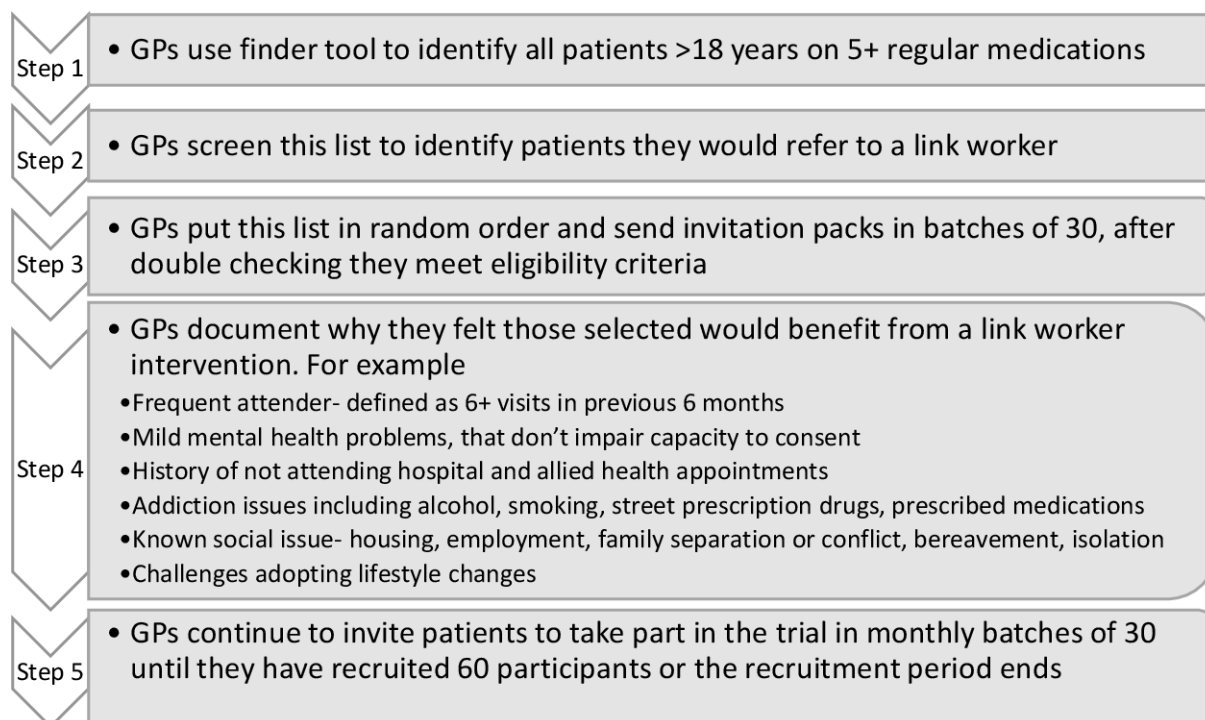 Step 1
• GPs use finder tool to identify all patients >18 years on 5+ regular medications
Step 2
• GPs screen this list to identify patients they would refer to a link worker
Step 3
• GPs put this list in random order and send invitation packs in batches of 30, after
double checking they meet eligibility criteria
Step 4
• GPs document why they felt those selected would benefit from a link worker
intervention. For example
•Frequent attender- defined as 6+ visits in previous 6 months
•Mild mental health problems, that don’t impair capacity to consent
•History of not attending hospital and allied health appointments
•Addiction issues including alcohol, smoking, street prescription drugs, prescribed medications
•Known social issue- housing, employment, family separation or conflict, bereavement, isolation
•Challenges adopting lifestyle changes
Step 5
• GPs continue to invite patients to take part in the trial in monthly batches of 30
until they have recruited 60 participants or the recruitment period ends